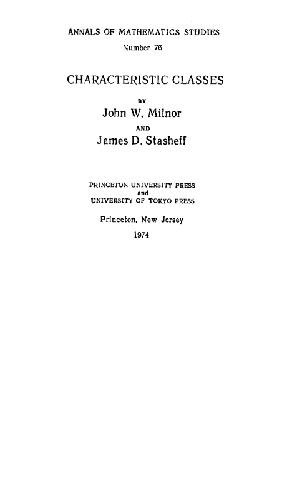 ANNALS OF MATHEMATICS STUDIES
Number 76
CHARACTERISTIC CLASSES
BY
John W. Milnor
AND
James D. Stasheff
PRINCETON UNIVERSITY PRESS
and
UNIVERSITY OF TOKYO PRESS
Princeton, New Jersey
1974